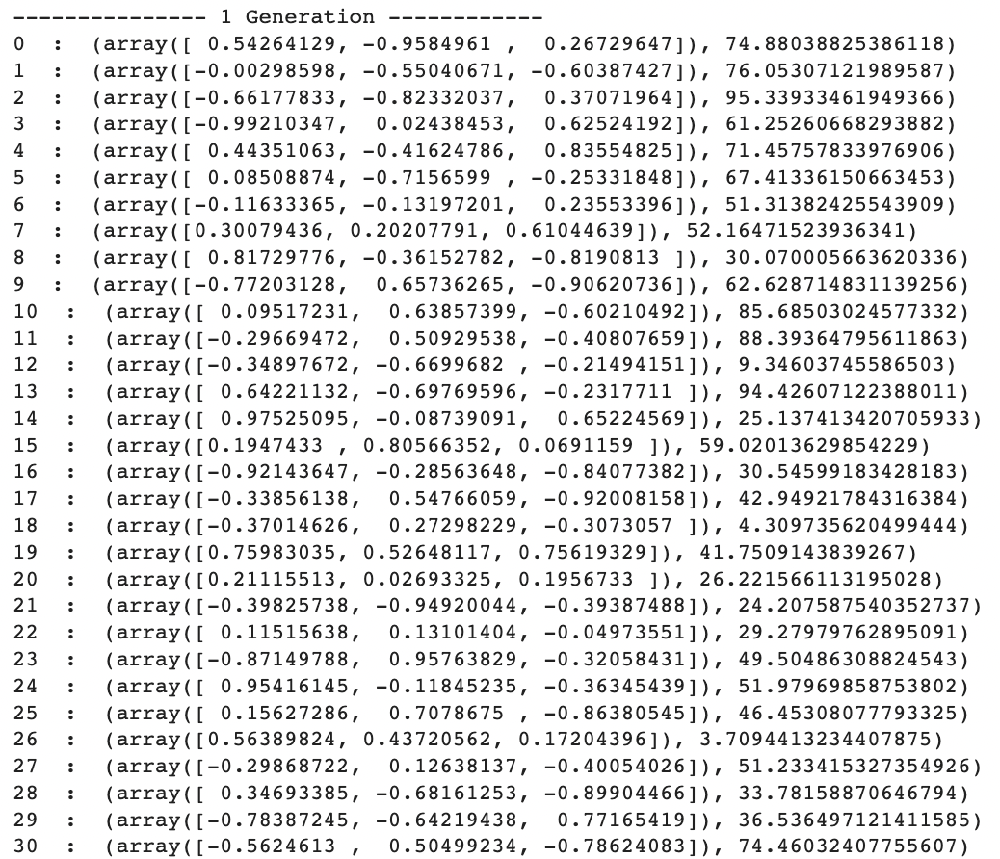 --------------- 1 Generation ------------
0  :  (array([ 0.54264129, -0.9584961 ,  0.26729647]), 74.88038825386118)
1  :  (array([-0.00298598, -0.55040671, -0.60387427]), 76.05307121989587)
2  :  (array([-0.66177833, -0.82332037,  0.37071964]), 95.33933461949366)
3  :  (array([-0.99210347,  0.02438453,  0.62524192]), 61.25260668293882)
4  :  (array([ 0.44351063, -0.41624786,  0.83554825]), 71.45757833976906)
5  :  (array([ 0.08508874, -0.7156599 , -0.25331848]), 67.41336150663453)
6  :  (array([-0.11633365, -0.13197201,  0.23553396]), 51.31382425543909)
7  :  (array([0.30079436, 0.20207791, 0.61044639]), 52.16471523936341)
8  :  (array([ 0.81729776, -0.36152782, -0.8190813 ]), 30.070005663620336)
9  :  (array([-0.77203128,  0.65736265, -0.90620736]), 62.628714831139256)
10  :  (array([ 0.09517231,  0.63857399, -0.60210492]), 85.68503024577332)
11  :  (array([-0.29669472,  0.50929538, -0.40807659]), 88.39364795611863)
12  :  (array([-0.34897672, -0.6699682 , -0.21494151]), 9.34603745586503)
13  :  (array([ 0.64221132, -0.69769596, -0.2317711 ]), 94.42607122388011)
14  :  (array([ 0.97525095, -0.08739091,  0.65224569]), 25.137413420705933)
15  :  (array([0.1947433 , 0.80566352, 0.0691159 ]), 59.02013629854229)
16  :  (array([-0.92143647, -0.28563648, -0.84077382]), 30.54599183428183)
17  :  (array([-0.33856138,  0.54766059, -0.92008158]), 42.94921784316384)
18  :  (array([-0.37014626,  0.27298229, -0.3073057 ]), 4.309735620499444)
19  :  (array([0.75983035, 0.52648117, 0.75619329]), 41.7509143839267)
20  :  (array([0.21115513, 0.02693325, 0.1956733 ]), 26.221566113195028)
21  :  (array([-0.39825738, -0.94920044, -0.39387488]), 24.207587540352737)
22  :  (array([ 0.11515638,  0.13101404, -0.04973551]), 29.27979762895091)
23  :  (array([-0.87149788,  0.95763829, -0.32058431]), 49.50486308824543)
24  :  (array([ 0.95416145, -0.11845235, -0.36345439]), 51.97969858753802)
25  :  (array([ 0.15627286,  0.7078675 , -0.86380545]), 46.45308077793325)
26  :  (array([0.56389824, 0.43720562, 0.17204396]), 3.7094413234407875)
27  :  (array([-0.29868722,  0.12638137, -0.40054026]), 51.233415327354926)
28  :  (array([ 0.34693385, -0.68161253, -0.89904466]), 33.78158870646794)
29  :  (array([-0.78387245, -0.64219438,  0.77165419]), 36.536497121411585)
30  :  (array([-0.5624613 ,  0.50499234, -0.78624083]), 74.46032407755607)